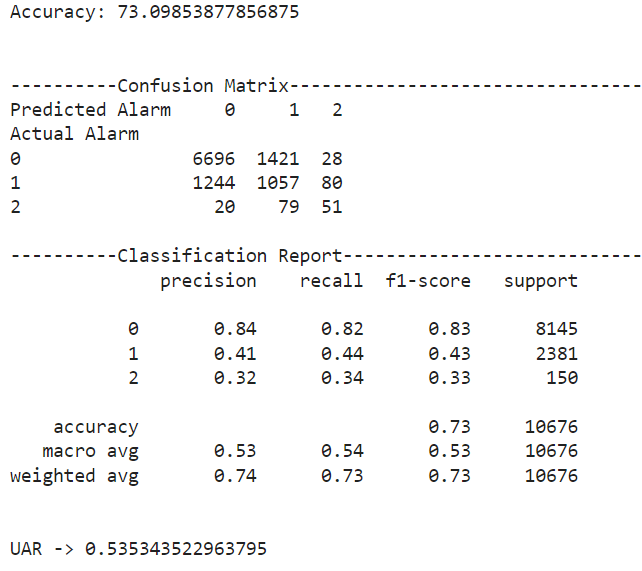 Accuracy: 73.09853877856875
----------Confusion Matrix---------------------------------
Predicted Alarm     0     1   2
Actual Alarm
0                6696  1421  28
1                1244  1057  80
2                  20    79  51
----------Classification Report----------------------------
              precision    recall  f1-score   support
           0       0.84      0.82      0.83      8145
           1       0.41      0.44      0.43      2381
           2       0.32      0.34      0.33       150
    accuracy                           0.73     10676
   macro avg       0.53      0.54      0.53     10676
weighted avg       0.74      0.73      0.73     10676
UAR -> 0.535343522963795